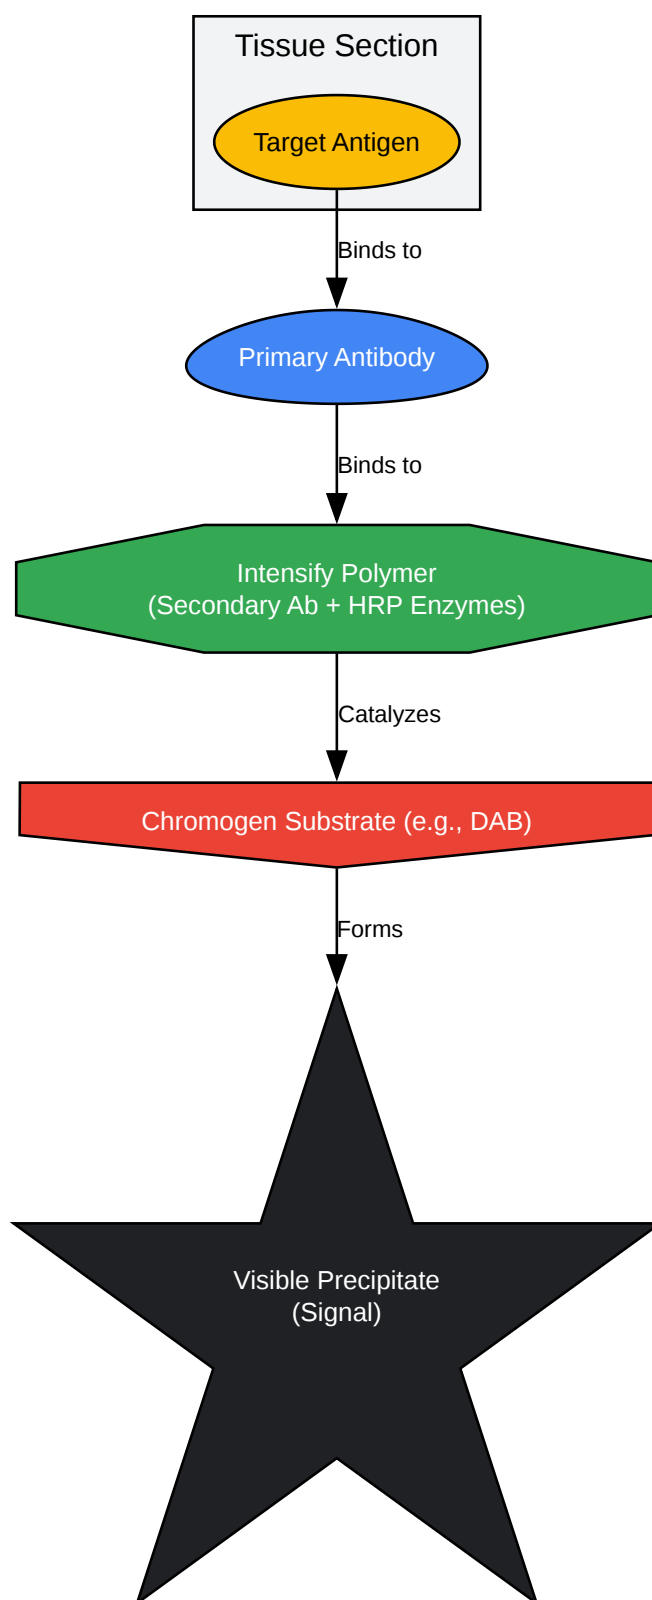 Tissue Section
Target Antigen
Binds to
Primary Antibody
Binds to
Intensify Polymer
(Secondary Ab + HRP Enzymes)
Catalyzes
Chromogen Substrate (e.g., DAB)
Forms
Visible Precipitate
(Signal)